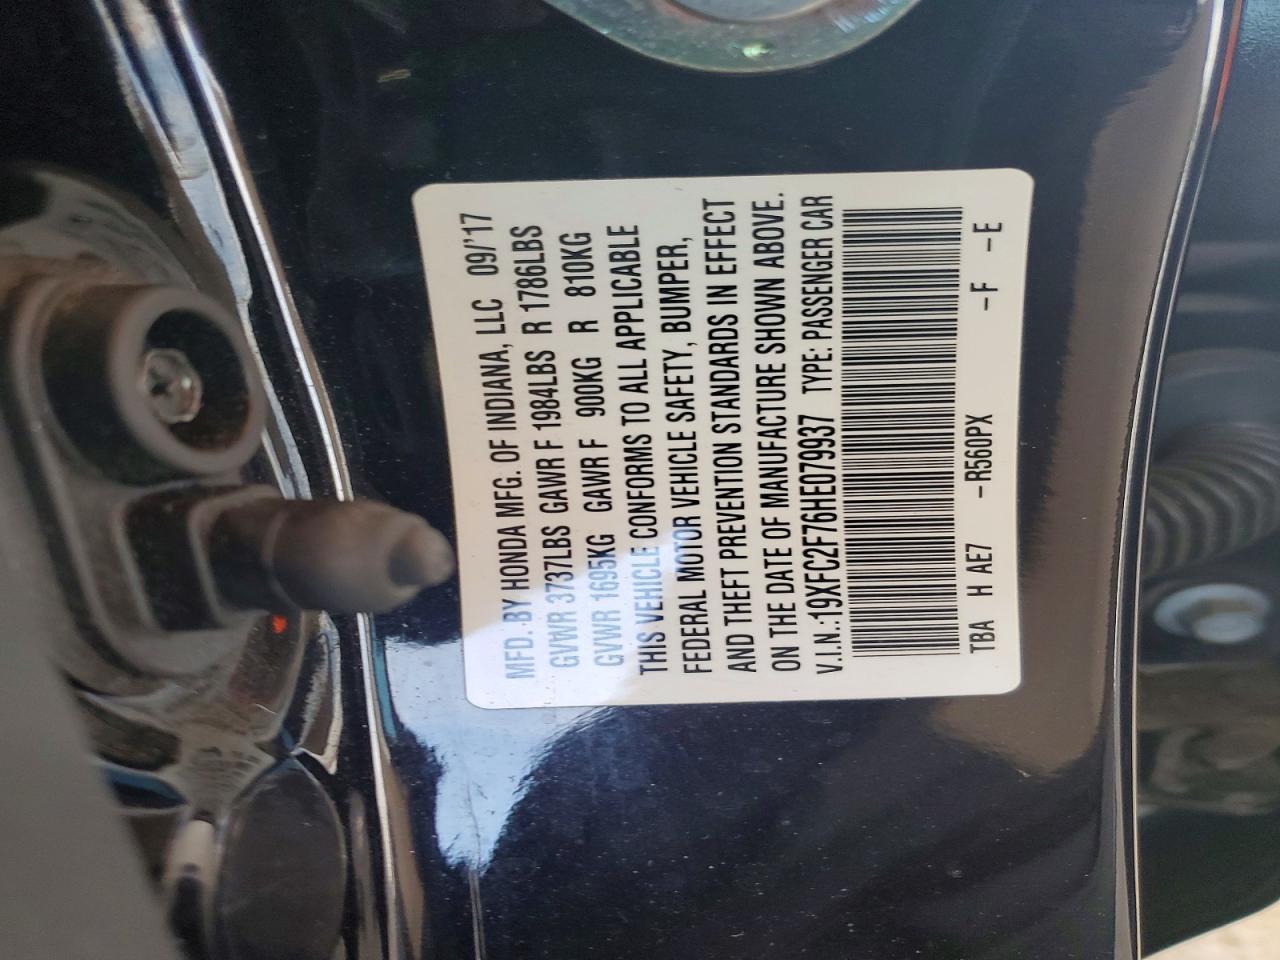 MFD. BY HONDA MFG. OF INDIANA, LLC 09/'17
GVWR 3737LBS GAWR F 1984LBS R 1786LBS
GVWR 1695KG GAWR F 900KG R 810KG
THIS VEHICLE CONFORMS TO ALL APPLICABLE
FEDERAL MOTOR VEHICLE SAFETY, BUMPER,
AND THEFT PREVENTION STANDARDS IN EFFECT
ON THE DATE OF MANUFACTURE SHOWN ABOVE.
V.I.N.:19XFC2F76HE079937 TYPE: PASSENGER CAR
TBA H AE7 -R560PX -F -E